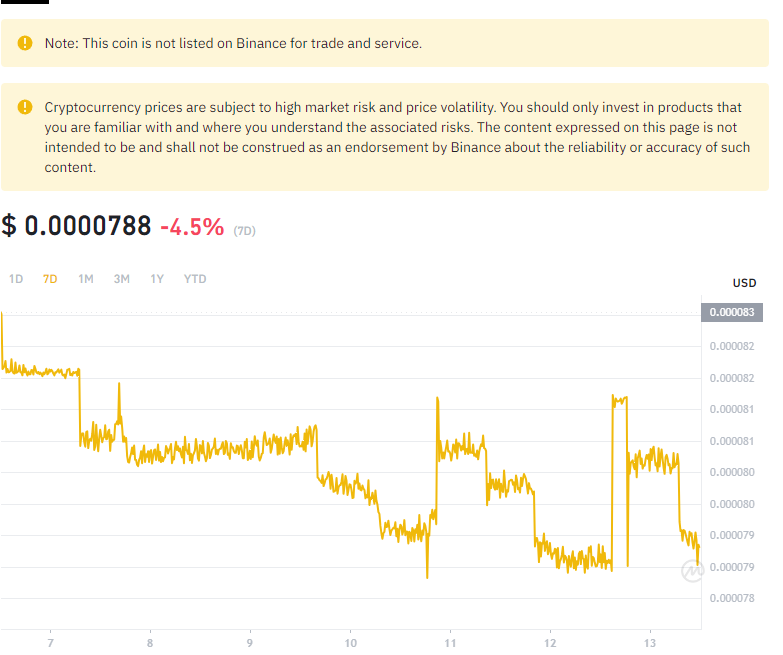 Note: This coin is not listed on Binance for trade and service.
Cryptocurrency prices are subject to high market risk and price volatility. You should only invest in products that
you are familiar with and where you understand the associated risks. The content expressed on this page is not
intended to be and shall not be construed as an endorsement by Binance about the reliability or accuracy of such
content.
$ 0.0000788 -4.5% (7D)
1D 7D 1M 3M 1Y YTD
USD
0.000083
0.000082
0.000082
0.000081
0.000081
0.000080
0.000080
0.000079
0.000079
0.000078
7 8 9 10 11 12 13